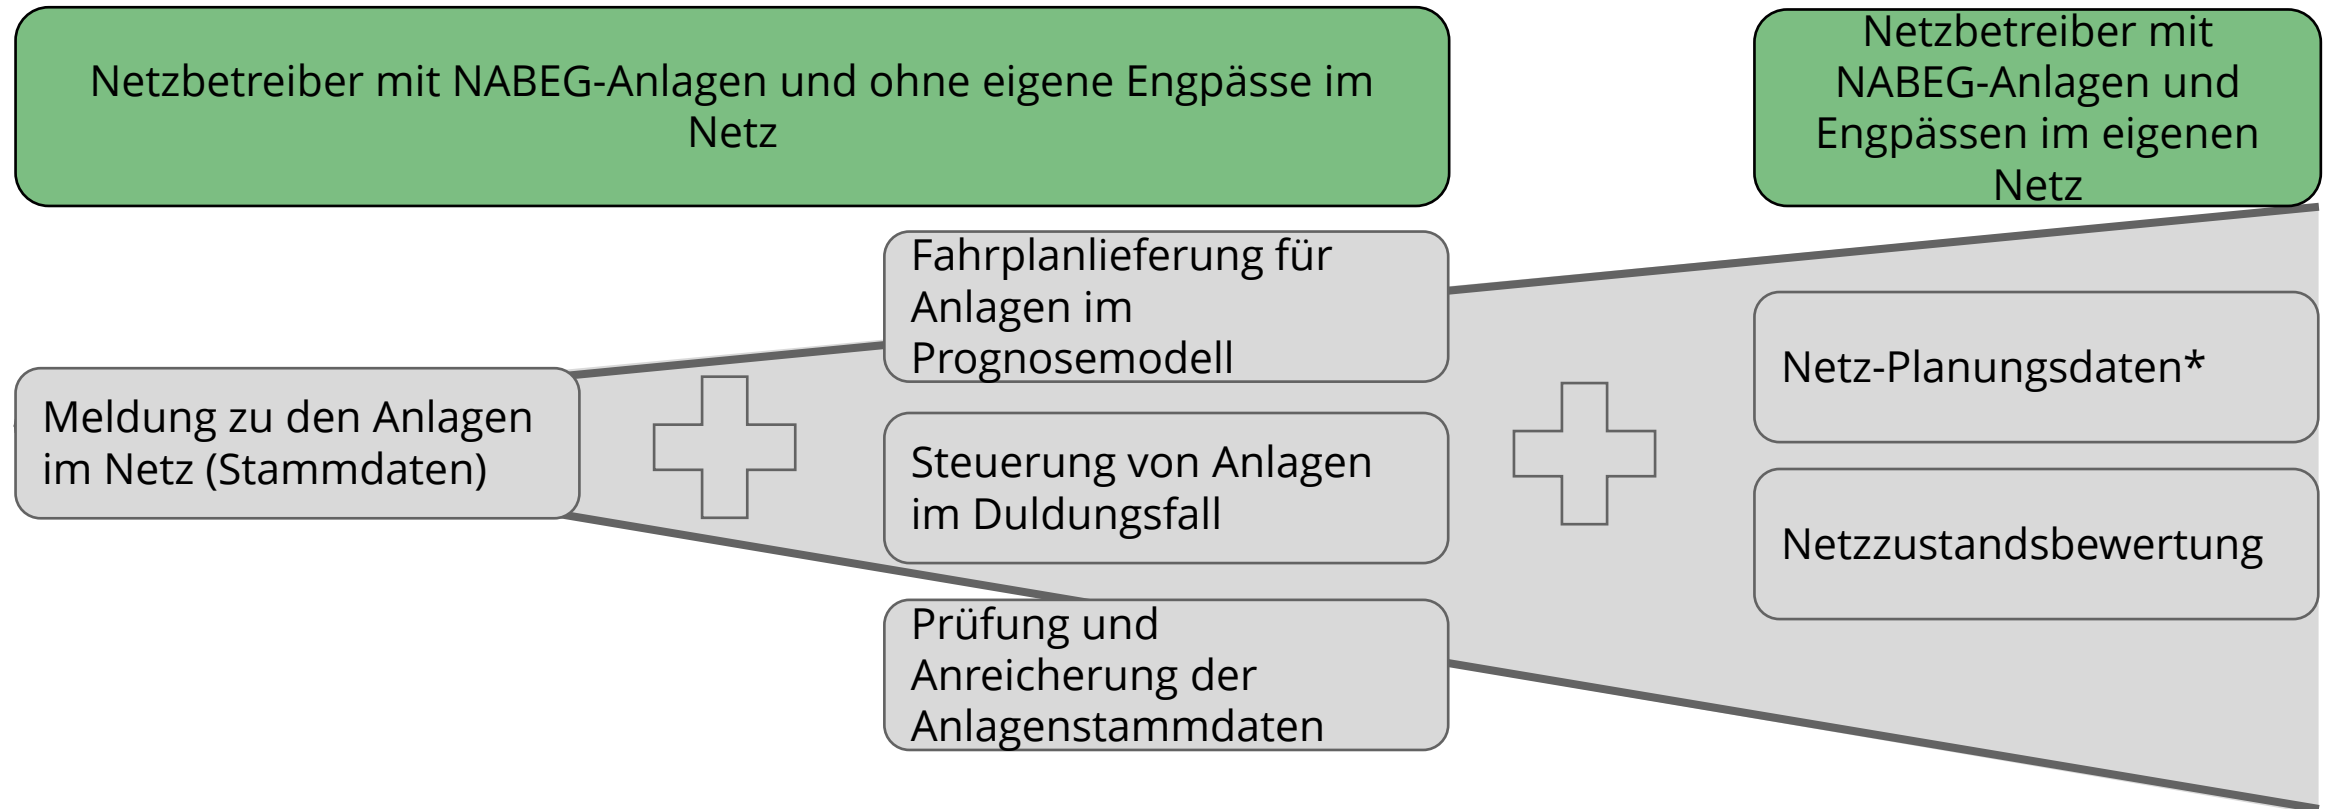 Netzbetreiber mit NABEG-Anlagen und ohne eigene Engpässe im
Netz
Netzbetreiber mit
NABEG-Anlagen und
Engpässen im eigenen
Netz
Meldung zu den Anlagen
im Netz (Stammdaten)
Fahrplanlieferung für
Anlagen im
Prognosemodell
Steuerung von Anlagen
im Duldungsfall
Prüfung und
Anreicherung der
Anlagenstammdaten
Netz-Planungsdaten*
Netzzustandsbewertung